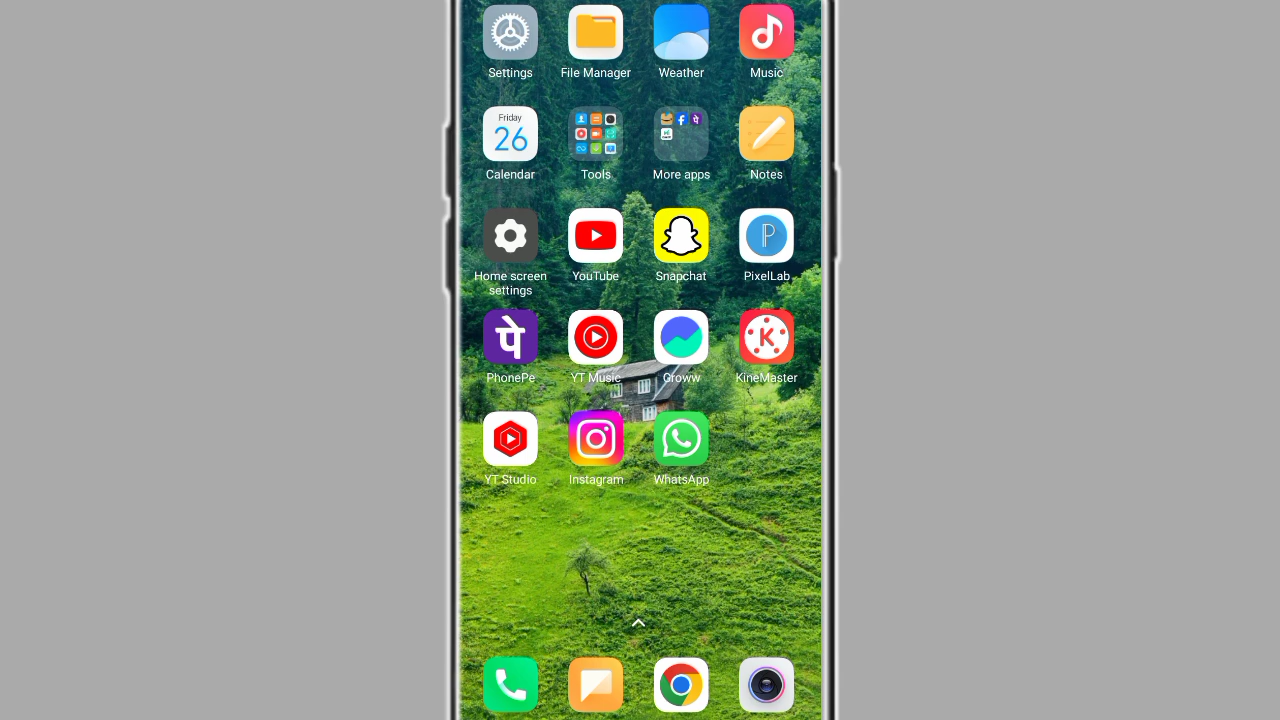 Settings
File Manager
Weather
Music
Friday
26
Calendar
Tools
More apps
Notes
Home screen
settings
YouTube
Snapchat
P
PixelLab
पे
PhonePe
YT Music
Groww
K
KineMaster
YT Studio
Instagram
WhatsApp